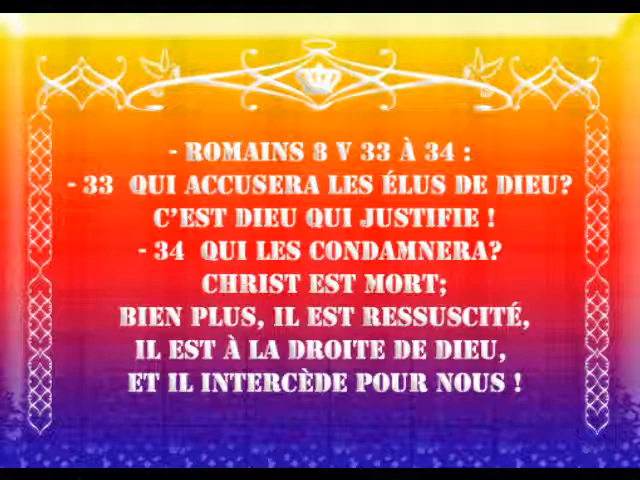 - ROMAINS 8 V 33 À 34 :
- 33 QUI ACCUSERA LES ÉLUS DE DIEU?
C'EST DIEU QUI JUSTIFIE !
- 34 QUI LES CONDAMNERA?
CHRIST EST MORT;
BIEN PLUS, IL EST RESSUSCITÉ,
IL EST À LA DROITE DE DIEU,
ET IL INTERCÈDE POUR NOUS !